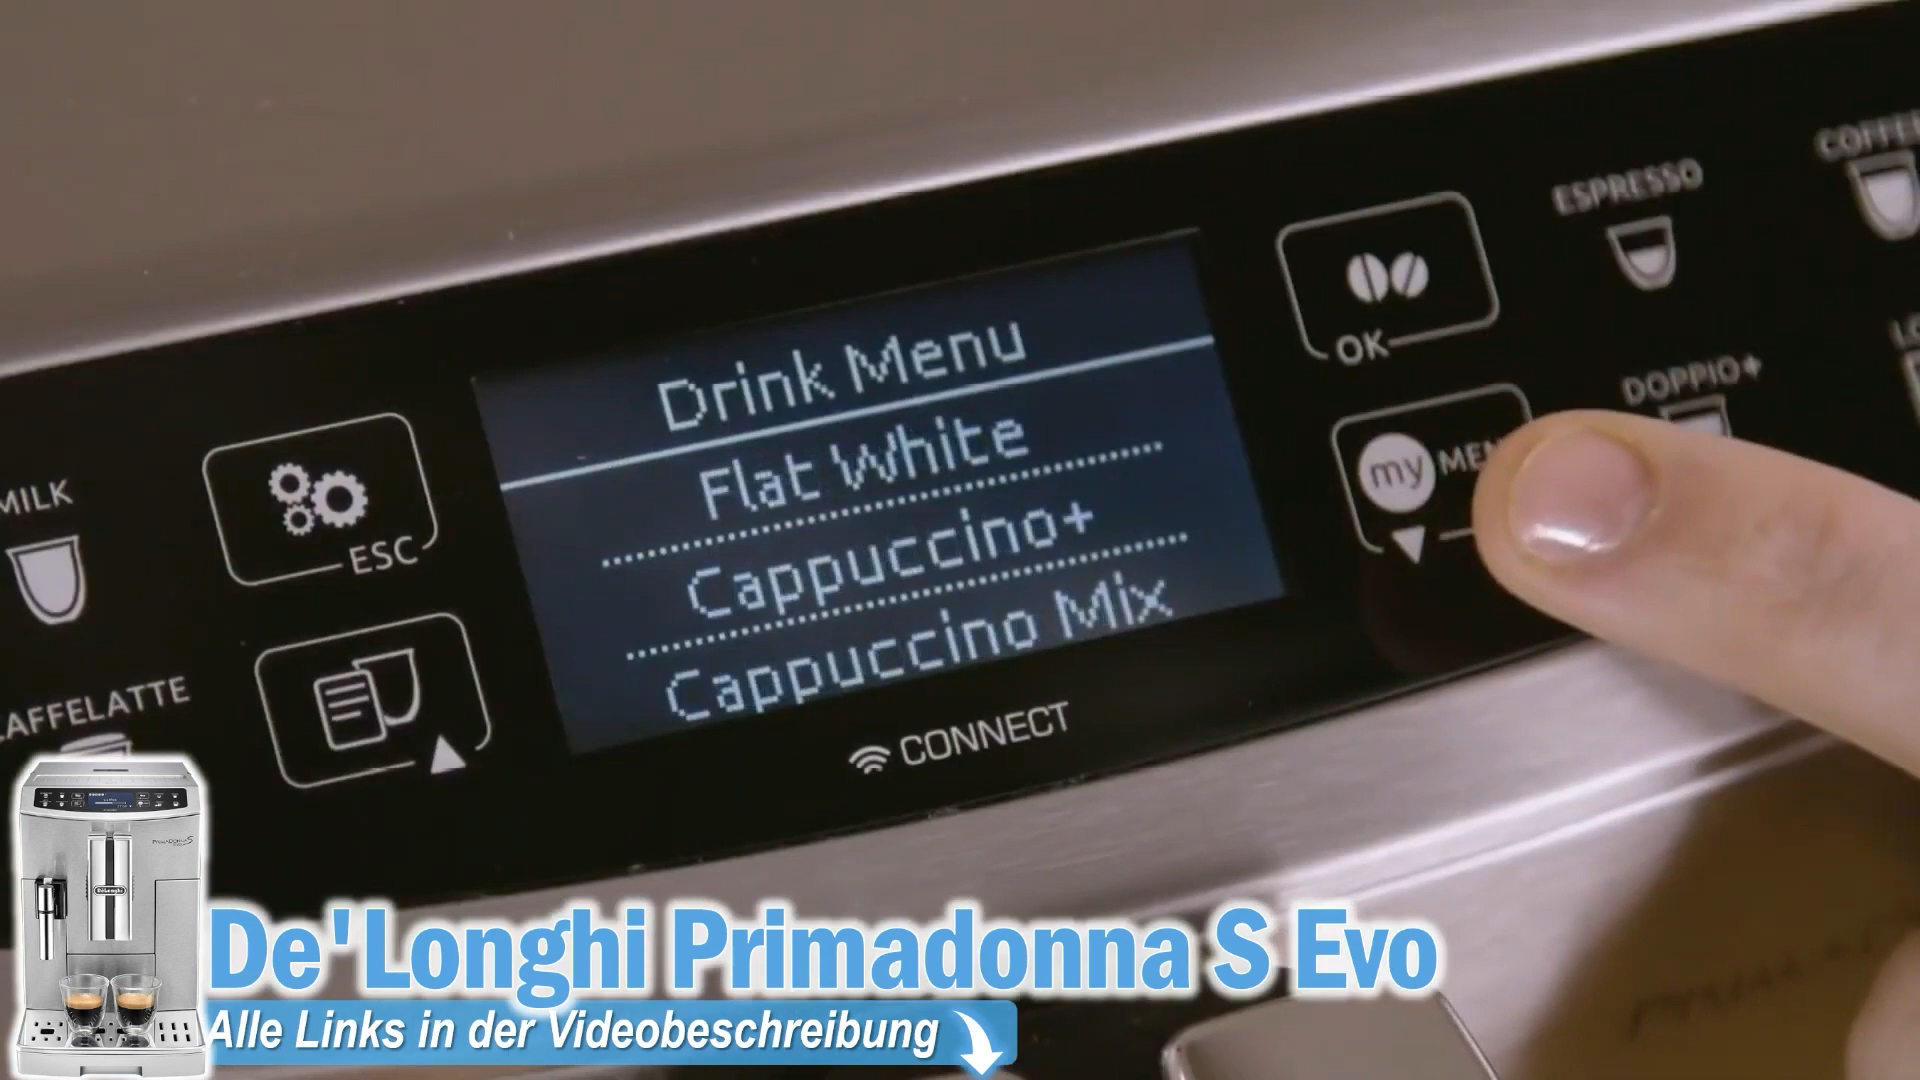 Drink Menu
Flat White
Cappuccino+
Cappuccino Mix
CONNECT
MILK
ESC
OK
my
ESPRESSO
DOPPIO+
De'Longhi Primadonna S Evo
Alle Links in der Videobeschreibung